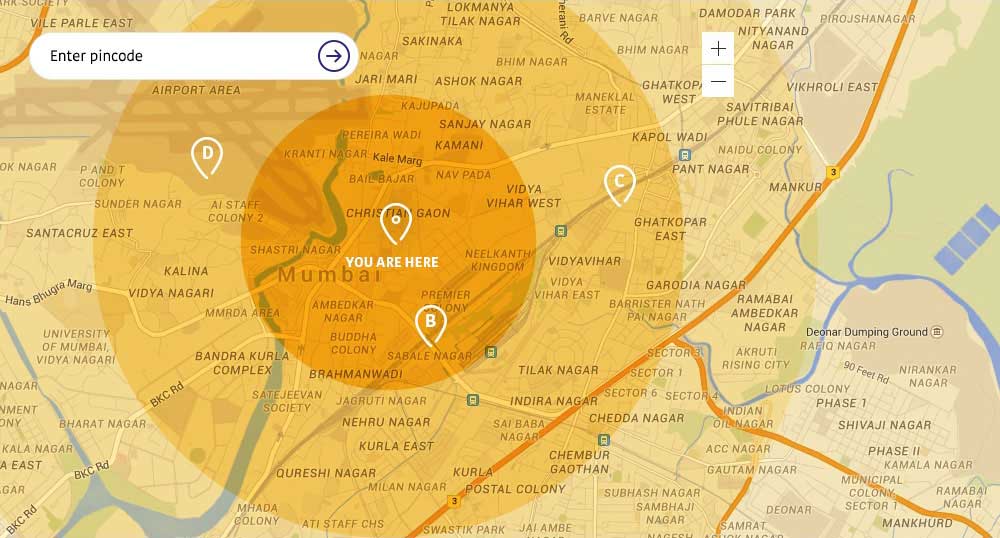 LOKMANYA
TILAK NAGAR
DAMODAR PARK
VILE PARLE EAST
BARVE NAGAR
PIROJSHANAGAR
NITYANAND
NAGAR
SAKINAKA
BHIM NAGAR
Enter pincode
BHIM NAGAR
+
JARI MARI
ASHOK NAGAR
GHATKOPAR
WEST
−
VIKHROLI EAST
AIRPORT AREA
MANEKLAL
ESTATE
SAVITRIBAI
PHULE NAGAR
KAJUPADA
SANJAY NAGAR
PEREIRA WADI
KAMANI
KAPOL WADI
NAIDU COLONY
KRANTI NAGAR
Kale Marg
D
OK NAGAR
P AND T
COLONY
BAIL BAJAR
NAV PADA
PANT NAGAR
3
C
MANKUR
VIDYA
VIHAR WEST
SUNDER NAGAR
AI STAFF
COLONY 2
CHRISTIAN GAON
GHATKOPAR
EAST
SANTACRUZ EAST
SHASTRI NAGAR
YOU ARE HERE
NEELKANTH
KINGDOM
VIDYAVIHAR
KALINA
Mumbai
Hans Bhugra Marg
VIDYA NAGARI
PREMIER
COLONY
VIDYA
VIHAR EAST
GARODIA NAGAR
MMRDA AREA
AMBEDKAR
NAGAR
BARRISTER NATH
PAI NAGAR
RAMABAI
AMBEDKAR
NAGAR
B
UNIVERSITY
OF MUMBAI,
VIDYA NAGARI
BUDDHA
COLONY
Deonar Dumping Ground
RAFIQ NAGAR
BANDRA KURLA
COMPLEX
SABALE NAGAR
SECTOR 3
AKRUTI
RISING CITY
BRAHMANWADI
TILAK NAGAR
SECTOR 1
90 Feet Rd
NIRANKAR
NAGAR
BKC Rd
SATEJEEVAN
SOCIETY
JAGRUTI NAGAR
INDIRA NAGAR
SECTOR 6
SECTOR 4
LOTUS COLONY
PHASE 1
BHARAT NAGAR
NEHRU NAGAR
SAI BABA
NAGAR
CHEDDA NAGAR
INDIAN
OIL NAGAR
SHIVAJI NAGAR
KALA NAGAR
KURLA EAST
CHEMBUR
GAOTHAN
ACC NAGAR
PHASE II
BKC Rd
QURESHI NAGAR
KURLA
GAUTAM NAGAR
KAMALA NAGAR
MILAN NAGAR
POSTAL COLONY
SUBHASH NAGAR
MUNICIPAL
COLONY
SECTOR 1
RAMABAI
NAGAR
3
MHADA
COLONY
SAMBHAJI
NAGAR
BKC Rd
ATI STAFF CHS
SWASTIK PARK
JAI AMBE
SAMRAT
MANKHURD